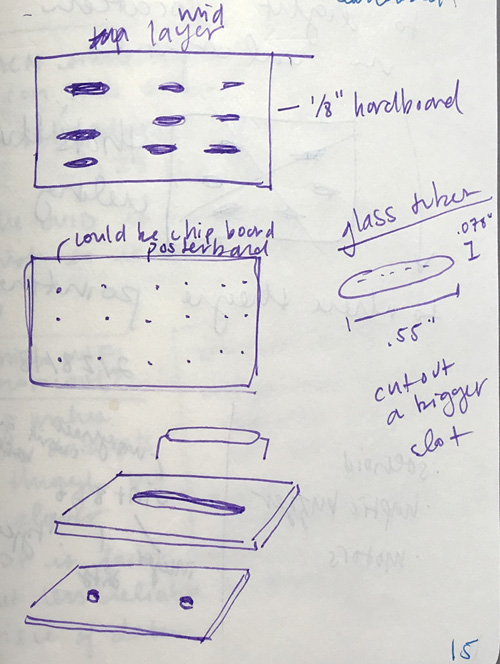 mid
top layer
1/8" hardboard
could be chip board
posterboard
glass tubes
.078"
.55"
cut out
a bigger
slot
15